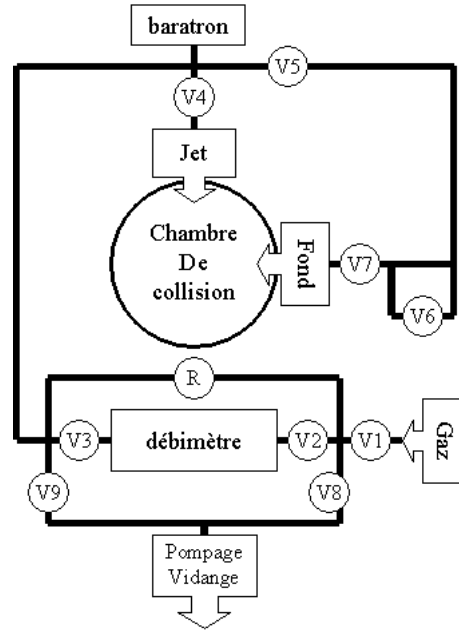 baratron
V5
V4
Jet
Chambre
De
collision
Fond
V7
V6
R
V3
débimètre
V2
V1
Gaz
V9
V8
Pompage
Vidange